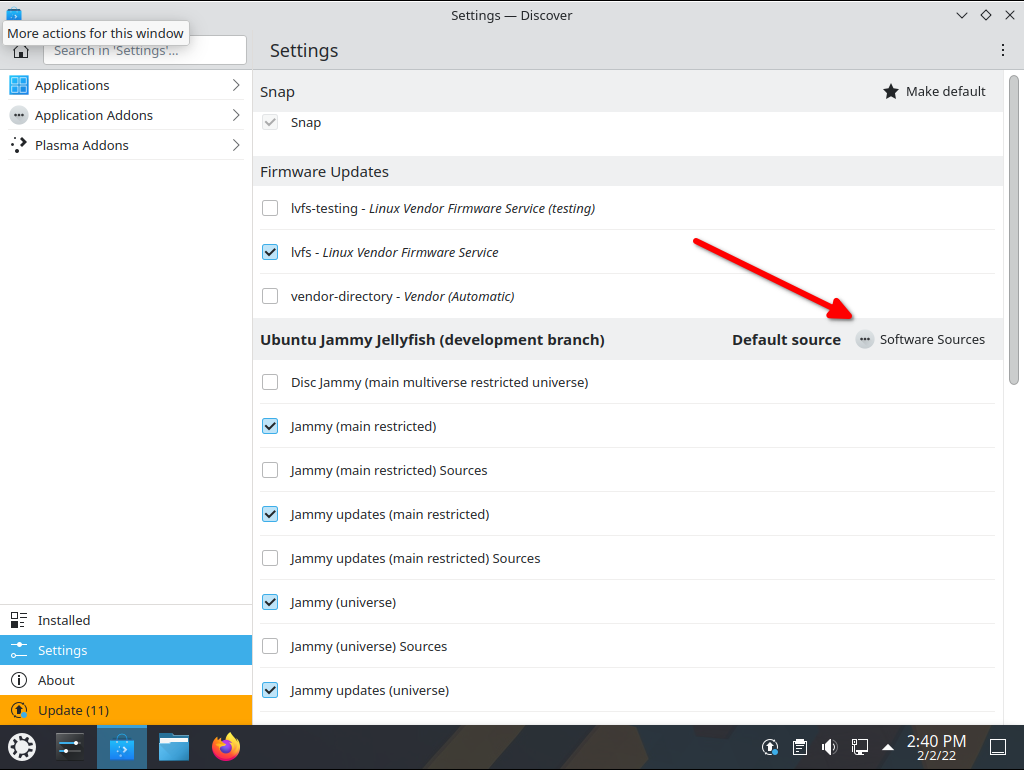 Settings — Discover
More actions for this window
Search in 'Settings'...
Settings
Applications
Application Addons
Plasma Addons
Snap
Make default
Snap
Firmware Updates
lvfs-testing - Linux Vendor Firmware Service (testing)
lvfs - Linux Vendor Firmware Service
vendor-directory - Vendor (Automatic)
Ubuntu Jammy Jellyfish (development branch)
Default source
Software Sources
Disc Jammy (main multiverse restricted universe)
Jammy (main restricted)
Jammy (main restricted) Sources
Jammy updates (main restricted)
Jammy updates (main restricted) Sources
Jammy (universe)
Jammy (universe) Sources
Jammy updates (universe)
Installed
Settings
About
Update (11)
2:40 PM
2/2/22